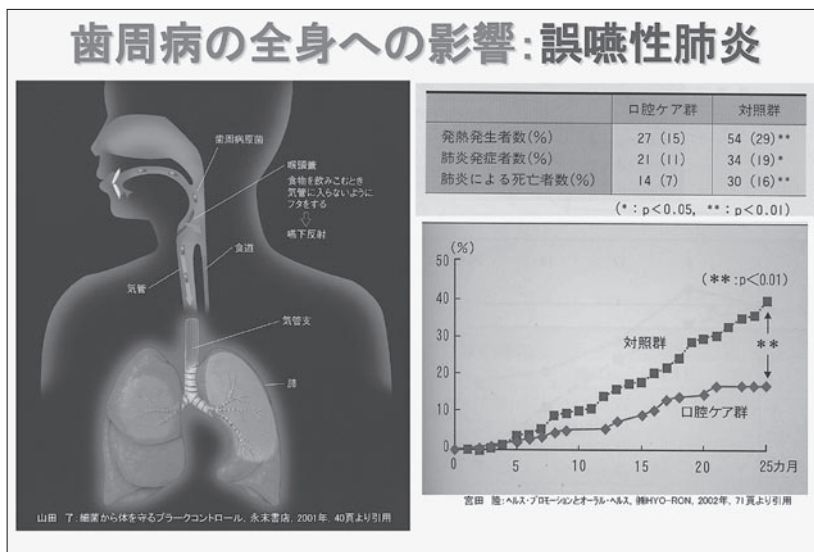 歯周病の全身への影響:誤嚥性肺炎
歯周病原菌
喉頭蓋
食物を飲みこむとき
気管に入らないように
フタをする
⇩
嚥下反射
食道
気管
気管支
肺
山田 了:細菌から体を守るプラークコントロール, 永末書店, 2001年, 40頁より引用
口腔ケア群 対照群
発熱発生者数(%) 27 (15) 54 (29)**
肺炎発症者数(%) 21 (11) 34 (19)*
肺炎による死亡者数(%) 14 (7) 30 (16)**
(*:p<0.05, **:p<0.01)
(%)
50
40
30
20
10
0
(**:p<0.01)
対照群
**
口腔ケア群
0 5 10 15 20 25カ月
宮田 隆:ヘルス・プロモーションとオーラル・ヘルス, ㈱HYO-RON, 2002年, 71頁より引用